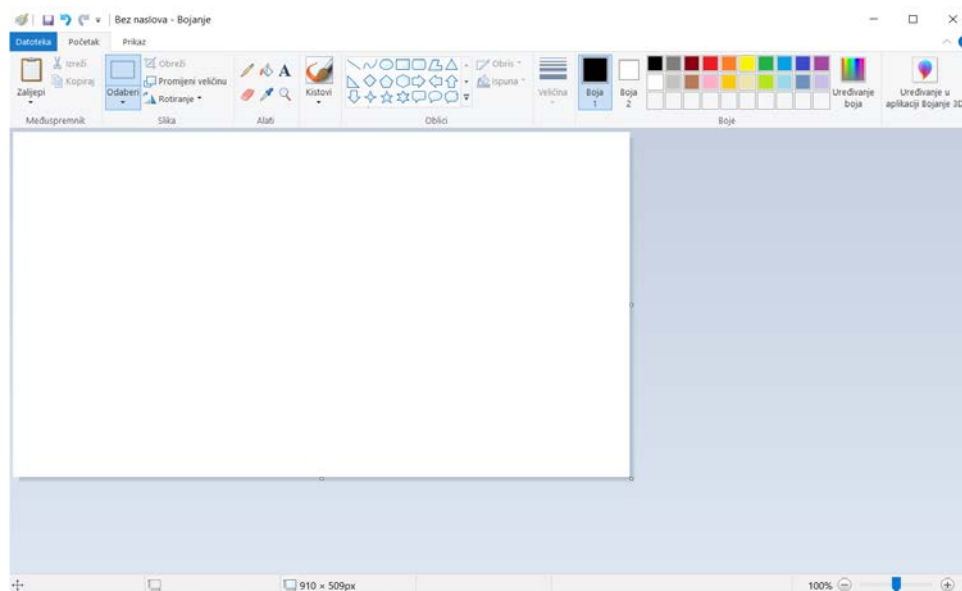 Bez naslova - Bojanje
Datoteka Početak Prikaz
Zalijepi
Izreži
Kopiraj
Međuspremnik
Odaberi
Obreži
Promijeni veličinu
Rotiranje
Slika
A
Alati
Kistovi
Obris
Ispuna
Oblici
Veličina
Boja
1
Boja
2
Uređivanje
boja
Boje
Uređivanje u
aplikaciji Bojanje 3D
910 × 509px
100%